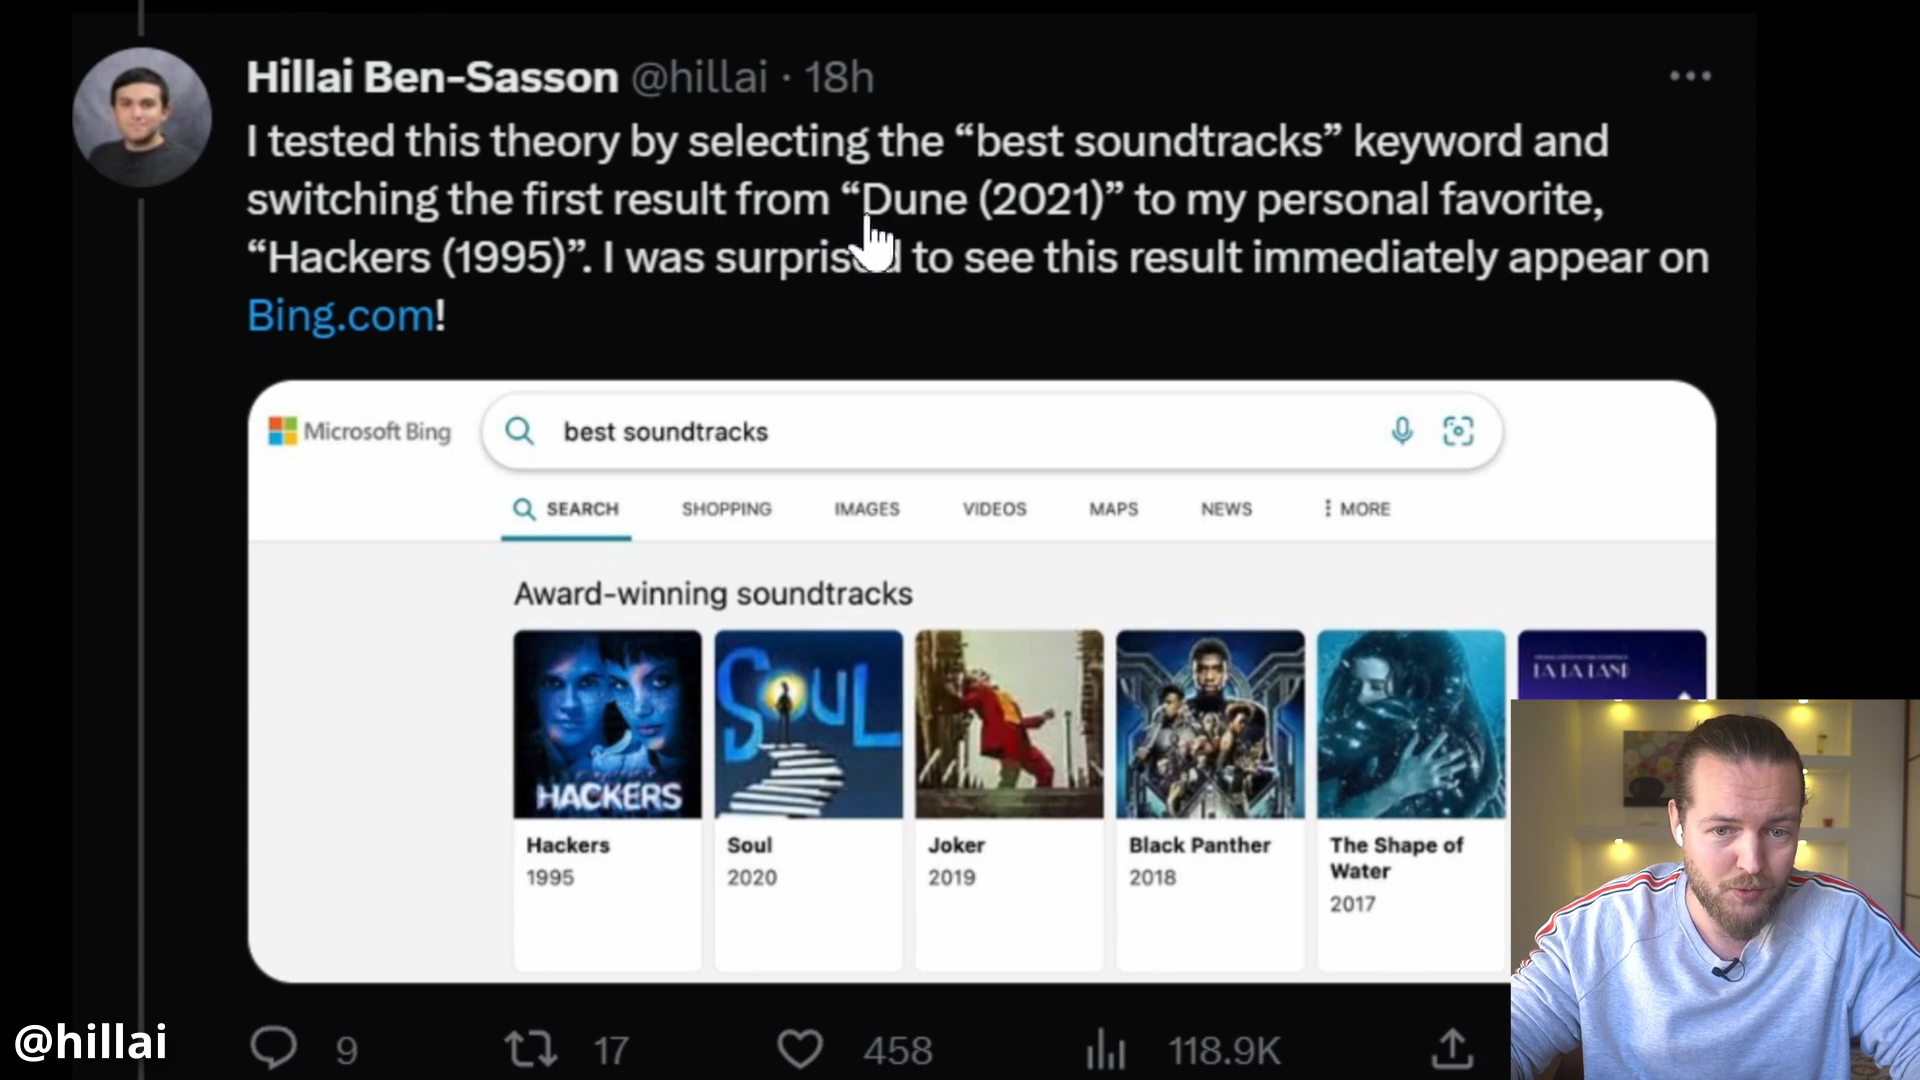 Hillai Ben-Sasson @hillai · 18h
I tested this theory by selecting the “best soundtracks” keyword and
switching the first result from “Dune (2021)” to my personal favorite,
“Hackers (1995)”. I was surprised to see this result immediately appear on
Bing.com!
Microsoft Bing
best soundtracks
SEARCH SHOPPING IMAGES VIDEOS MAPS NEWS MORE
Award-winning soundtracks
HACKERS
SOUL
LA LA LAND
Hackers
1995
Soul
2020
Joker
2019
Black Panther
2018
The Shape of
Water
2017
9 17 458 118.9K
@hillai